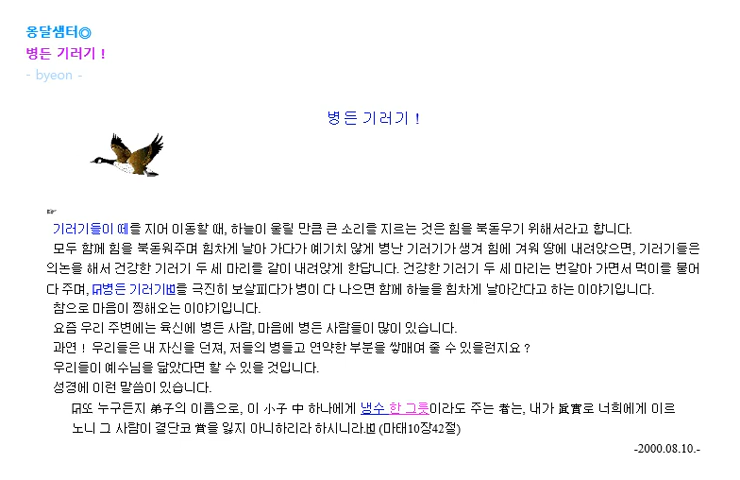 옹달샘터◎
병든 기러기 !
- byeon -
병든 기러기 !
☞
기러기들이 떼를 지어 이동할 때, 하늘이 울릴 만큼 큰 소리를 지르는 것은 힘을 북돋우기 위해서라고 합니다.
모두 함께 힘을 북돋워주며 힘차게 날아 가다가 예기치 않게 병난 기러기가 생겨 힘에 겨워 땅에 내려앉으면, 기러기들은
의논을 해서 건강한 기러기 두 세 마리를 같이 내려앉게 한답니다. 건강한 기러기 두 세 마리는 번갈아 가면서 먹이를 물어
다 주며, 병든 기러기를 극진히 보살피다가 병이 다 나으면 함께 하늘을 힘차게 날아간다고 하는 이야기입니다.
참으로 마음이 찡해오는 이야기입니다.
요즘 우리 주변에는 육신에 병든 사람, 마음에 병든 사람들이 많이 있습니다.
과연 ! 우리들은 내 자신을 던져, 저들의 병들고 연약한 부분을 쌓매여 줄 수 있을런지요 ?
우리들이 예수님을 닮았다면 할 수 있을 것입니다.
성경에 이런 말씀이 있습니다.
또 누구든지 弟子의 이름으로, 이 小子 中 하나에게 냉수 한 그릇이라도 주는 者는, 내가 眞實로 너희에게 이르
노니 그 사람이 결단코 賞을 잃지 아니하리라 하시니라. (마태10장42절)
-2000.08.10.-